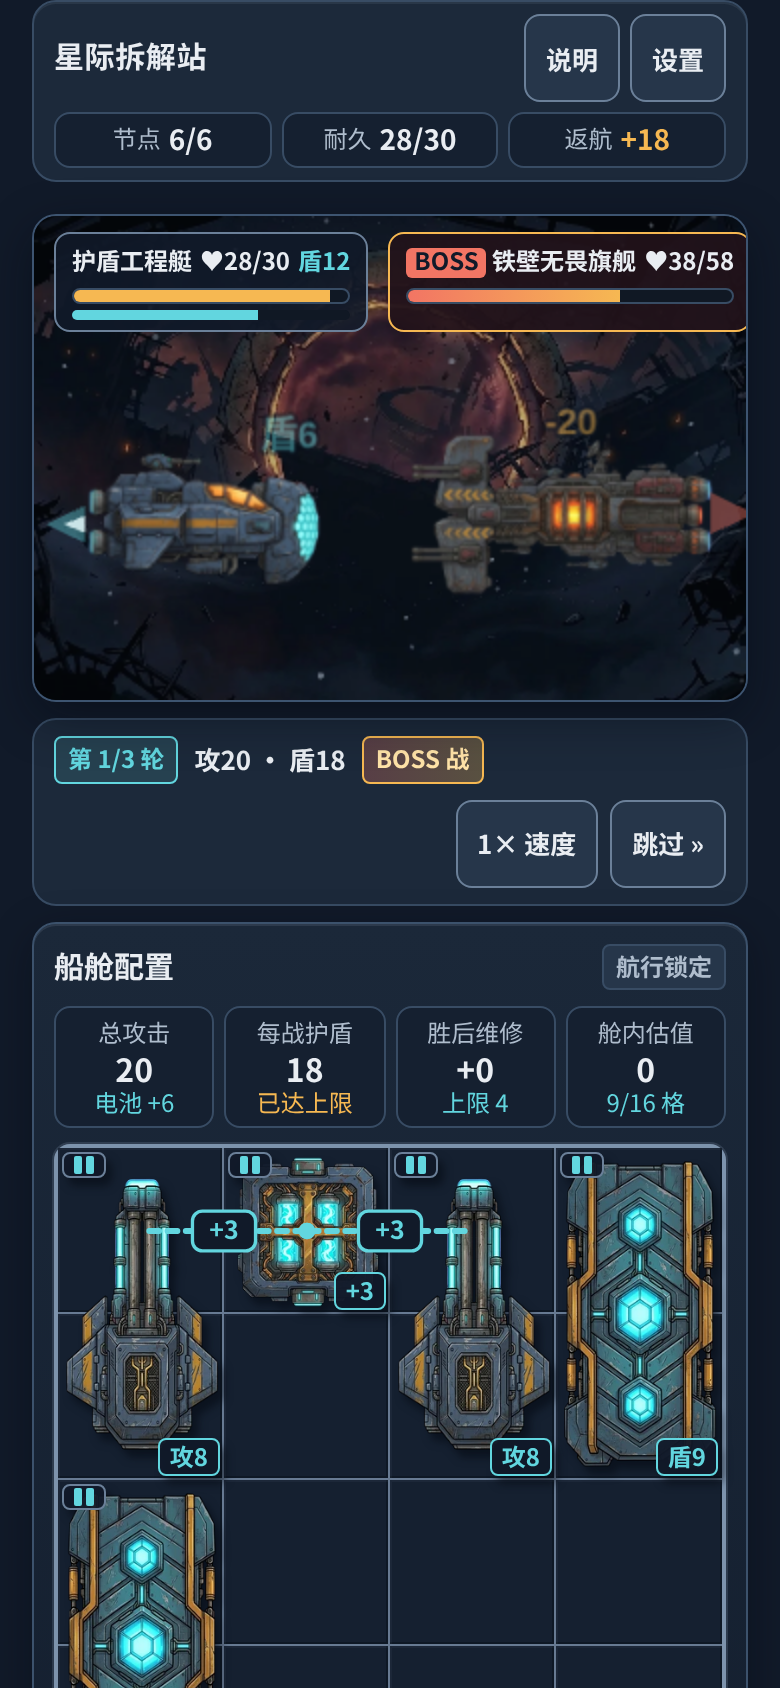 星际拆解站
说明
设置
节点 6/6
耐久 28/30
返航 +18
护盾工程艇 ♥28/30 盾12
BOSS 铁壁无畏旗舰 ♥38/58
盾6
-20
第 1/3 轮 攻20 · 盾18 BOSS 战
1× 速度
跳过 »
船舱配置
航行锁定
总攻击
20
电池 +6
每战护盾
18
已达上限
胜后维修
+0
上限 4
舱内估值
0
9/16 格
+3
+3
+3
攻8
攻8
盾9